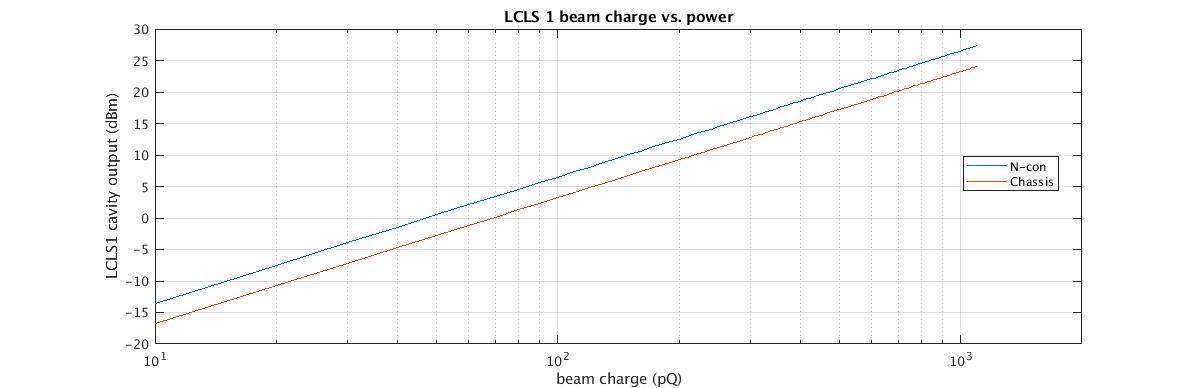 LCLS 1 beam charge vs. power
30
25
20
15
10
5
0
-5
-10
-15
-20
LCLS1 cavity output (dBm)
N-con
Chassis
10^1
10^2
10^3
beam charge (pQ)